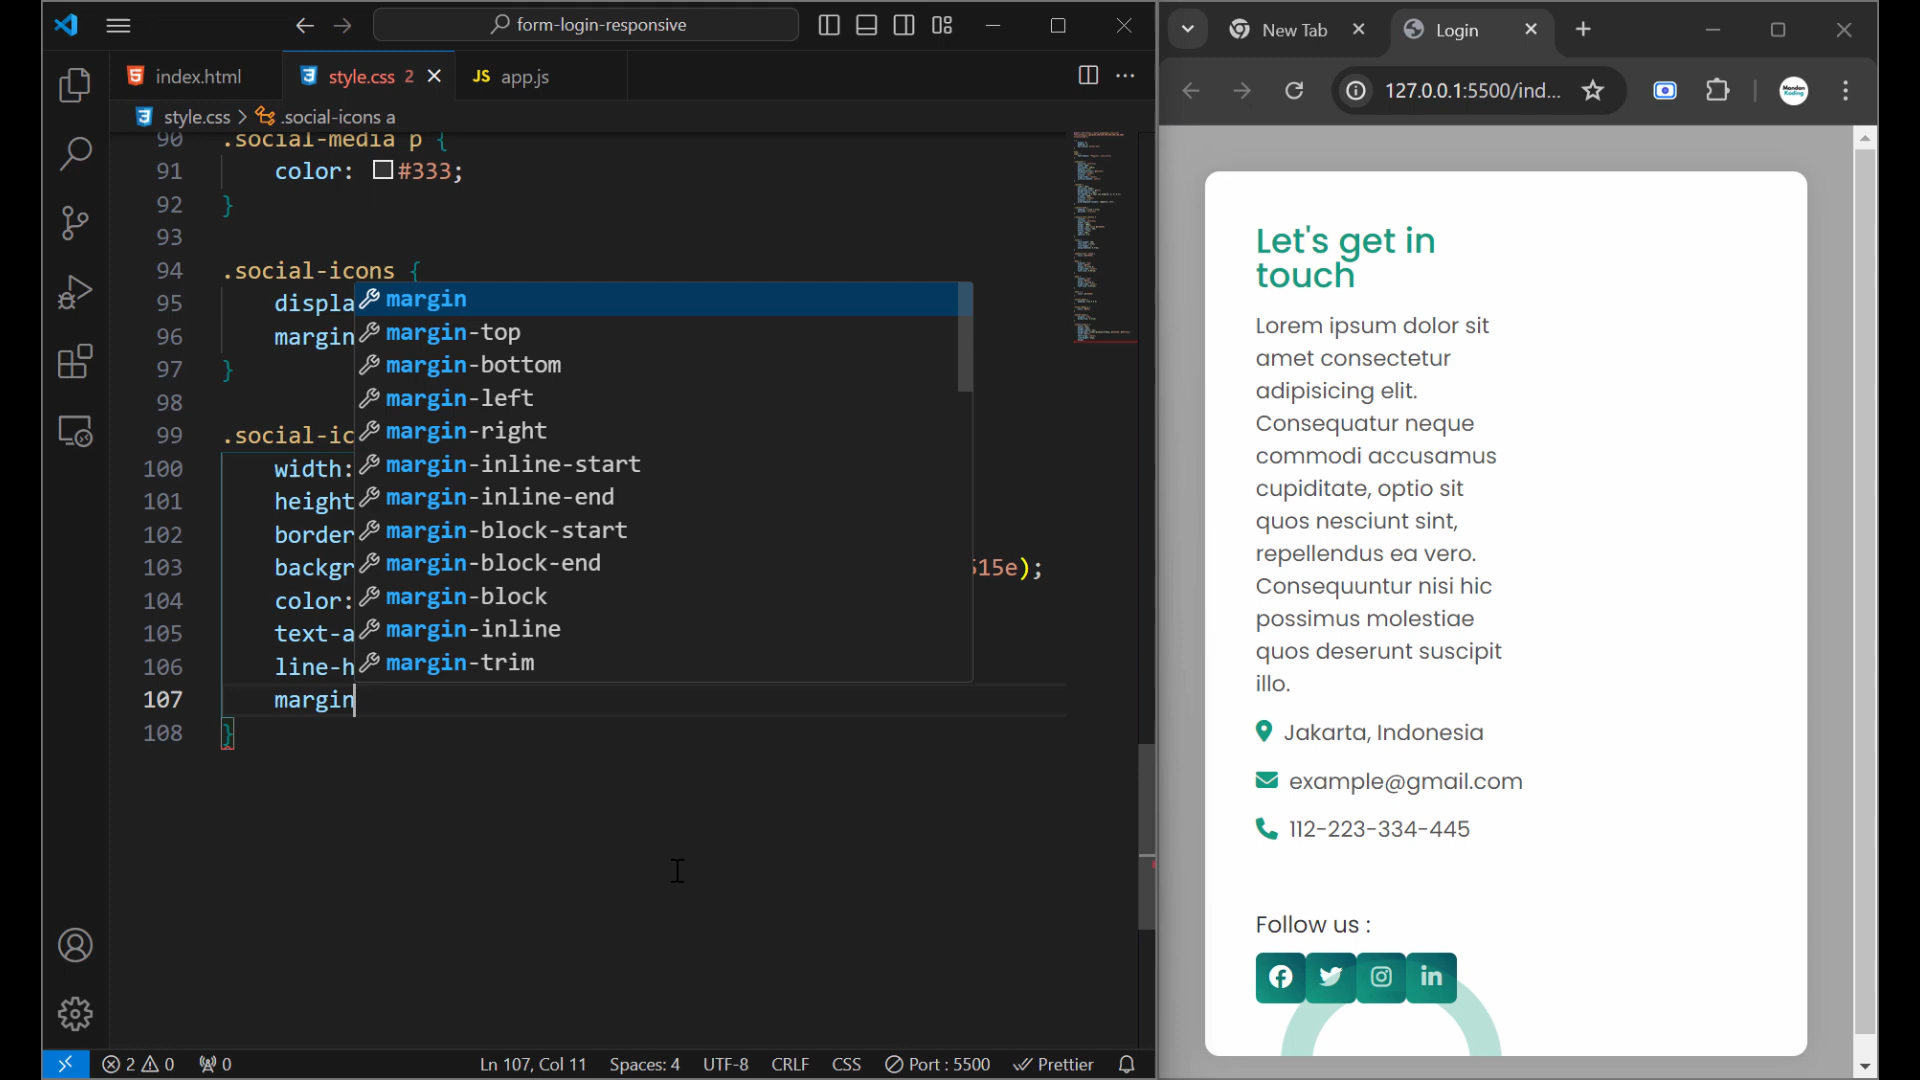 form-login-responsive
index.html
style.css 2
JS app.js
style.css > .social-icons a
90 .social-media p {
91 color: #333;
92 }
93
94 .social-icons {
95 displa
96 margin
97 }
98
99 .social-ic
100 width:
101 height
102 border
103 backgr 515e);
104 color:
105 text-a
106 line-h
107 margin
108 }
margin
margin-top
margin-bottom
margin-left
margin-right
margin-inline-start
margin-inline-end
margin-block-start
margin-block-end
margin-block
margin-inline
margin-trim
2 0 0
Ln 107, Col 11
Spaces: 4
UTF-8
CRLF
CSS
Port : 5500
Prettier
New Tab
Login
127.0.0.1:5500/ind...
Let's get in
touch
Lorem ipsum dolor sit
amet consectetur
adipisicing elit.
Consequatur neque
commodi accusamus
cupiditate, optio sit
quos nesciunt sint,
repellendus ea vero.
Consequuntur nisi hic
possimus molestiae
quos deserunt suscipit
illo.
Jakarta, Indonesia
example@gmail.com
112-223-334-445
Follow us :
in